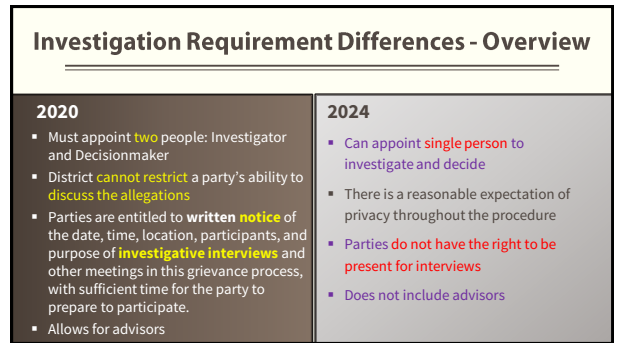 Investigation Requirement Differences - Overview
2020
▪ Must appoint two people: Investigator
and Decisionmaker
▪ District cannot restrict a party’s ability to
discuss the allegations
▪ Parties are entitled to written notice of
the date, time, location, participants, and
purpose of investigative interviews and
other meetings in this grievance process,
with sufficient time for the party to
prepare to participate.
▪ Allows for advisors
2024
▪ Can appoint single person to
investigate and decide
▪ There is a reasonable expectation of
privacy throughout the procedure
▪ Parties do not have the right to be
present for interviews
▪ Does not include advisors